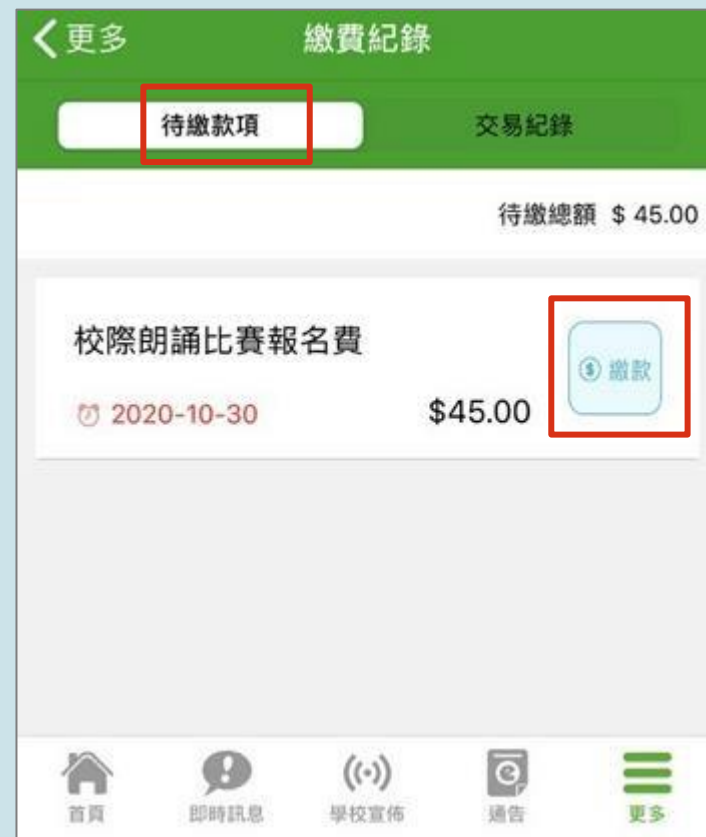 更多 繳費紀錄
待繳款項 交易紀錄
待繳總額 $ 45.00
校際朗誦比賽報名費
繳款
2020-10-30 $45.00
首頁 即時訊息 學校宣佈 通告 更多